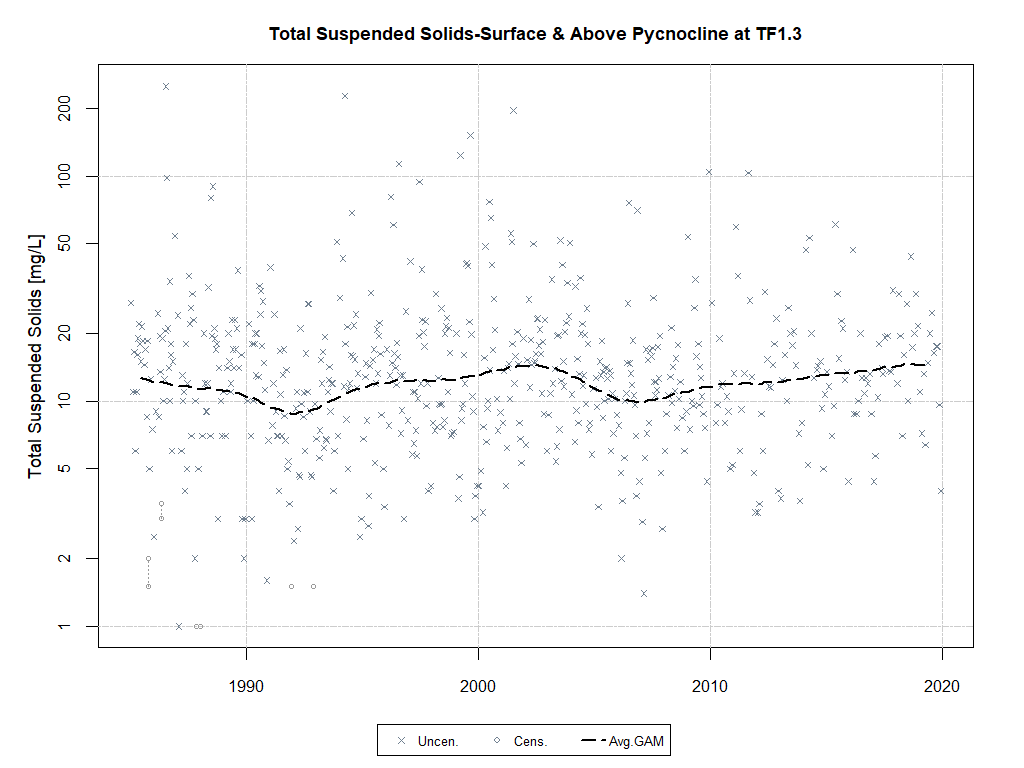 Total Suspended Solids-Surface & Above Pycnocline at TF1.3
Total Suspended Solids [mg/L]
200
100
50
20
10
5
2
1
1990 2000 2010 2020
Uncen. Cens. Avg.GAM